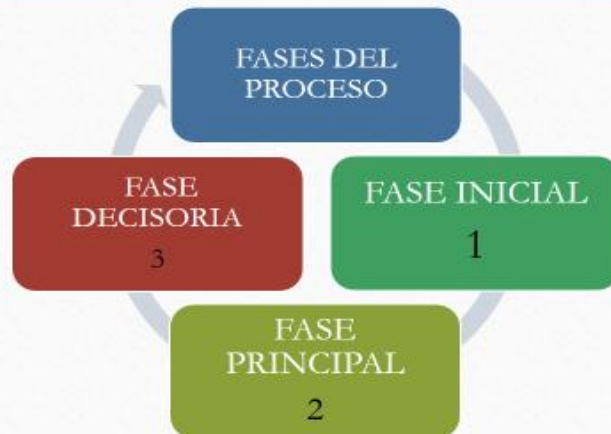 FASES DEL
PROCESO
FASE INICIAL
1
FASE
PRINCIPAL
2
FASE
DECISORIA
3